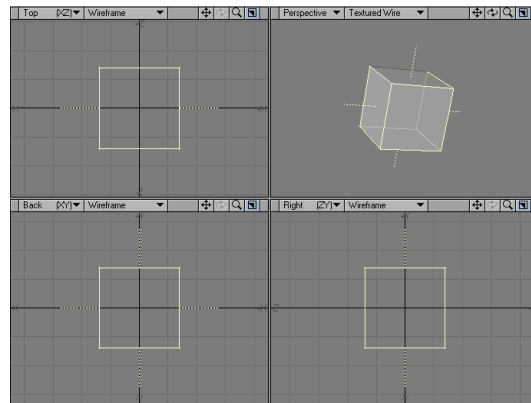 Top (XZ) Wireframe
Perspective Textured Wire
Back (XY) Wireframe
Right (ZY) Wireframe